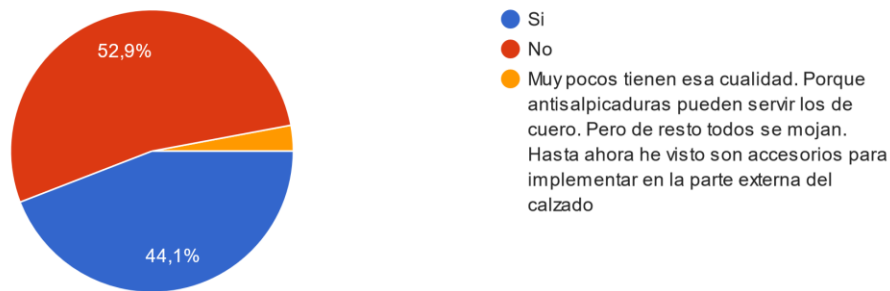 52,9%
44,1%
Si
No
Muy pocos tienen esa cualidad. Porque
antisalpicaduras pueden servir los de
cuero. Pero de resto todos se mojan.
Hasta ahora he visto son accesorios para
implementar en la parte externa del
calzado